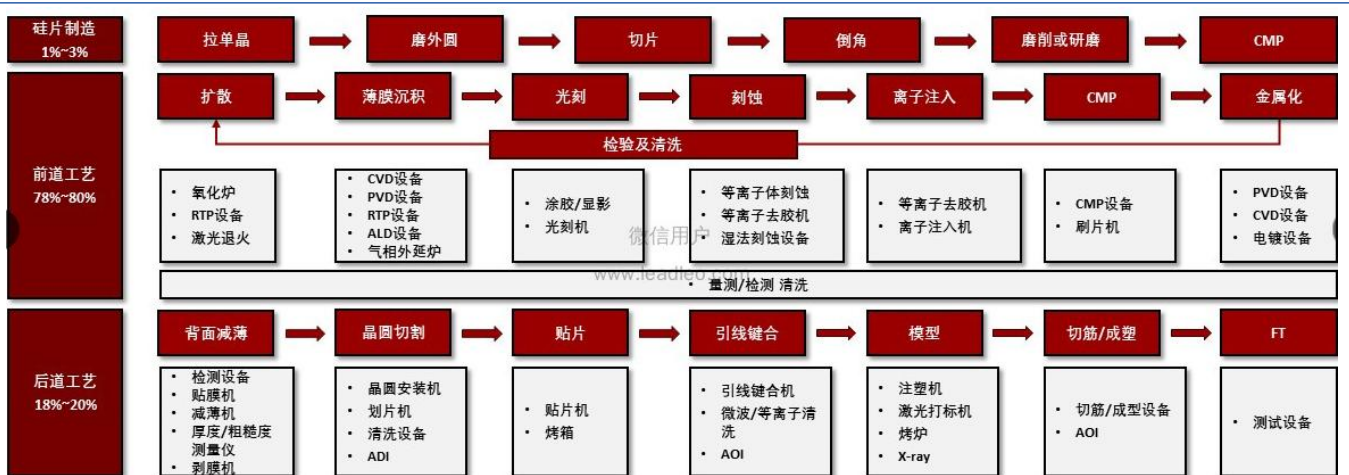 硅片制造
1%~3%
拉单晶
磨外圆
切片
倒角
磨削或研磨
CMP
前道工艺
78%~80%
扩散
薄膜沉积
光刻
刻蚀
离子注入
CMP
金属化
检验及清洗
• 氧化炉
• RTP设备
• 激光退火
• CVD设备
• PVD设备
• RTP设备
• ALD设备
• 气相外延炉
• 涂胶/显影
• 光刻机
• 等离子体刻蚀
• 等离子去胶机
• 湿法刻蚀设备
• 等离子去胶机
• 离子注入机
• CMP设备
• 刷片机
• PVD设备
• CVD设备
• 电镀设备
微信用户
www.leadleo.com
• 量测/检测 清洗
后道工艺
18%~20%
背面减薄
晶圆切割
贴片
引线键合
模型
切筋/成塑
FT
• 检测设备
• 贴膜机
• 减薄机
• 厚度/粗糙度
测量仪
• 剥膜机
• 晶圆安装机
• 划片机
• 清洗设备
• ADI
• 贴片机
• 烤箱
• 引线键合机
• 微波/等离子清
洗
• AOI
• 注塑机
• 激光打标机
• 烤炉
• X-ray
• 切筋/成型设备
• AOI
• 测试设备